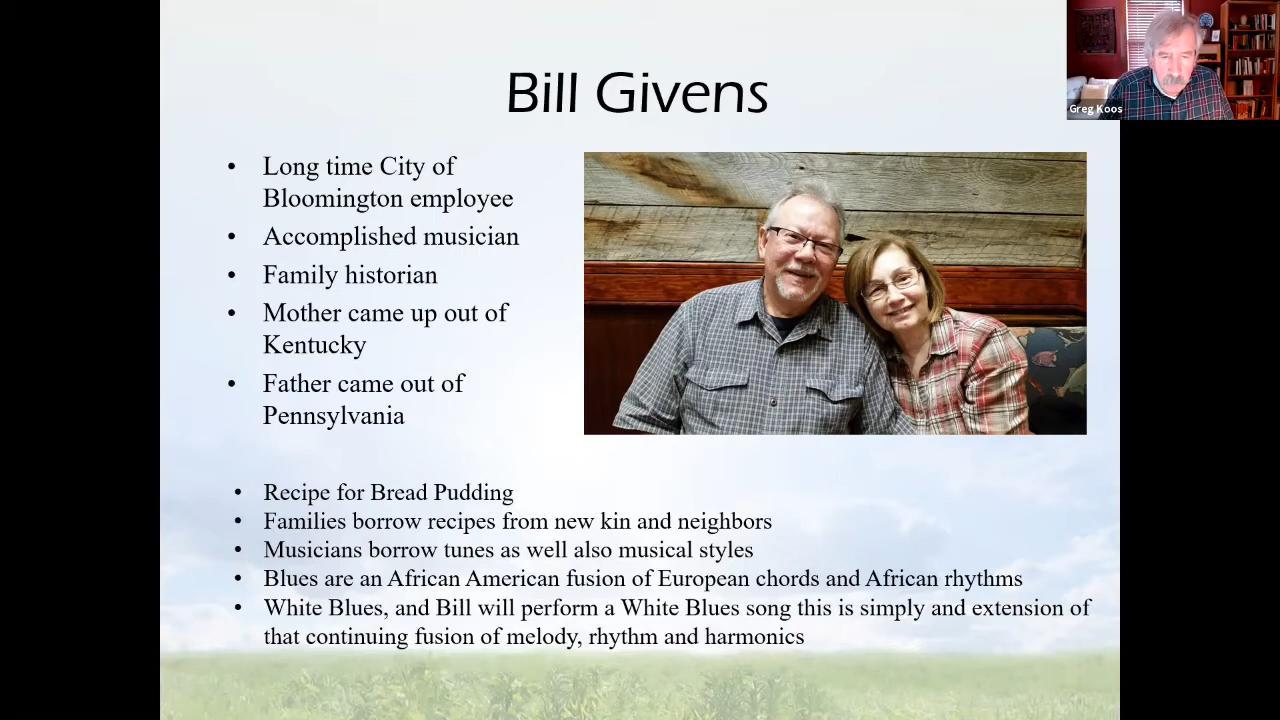 Bill Givens
Greg Koos
• Long time City of
Bloomington employee
• Accomplished musician
• Family historian
• Mother came up out of
Kentucky
• Father came out of
Pennsylvania
• Recipe for Bread Pudding
• Families borrow recipes from new kin and neighbors
• Musicians borrow tunes as well also musical styles
• Blues are an African American fusion of European chords and African rhythms
• White Blues, and Bill will perform a White Blues song this is simply and extension of
that continuing fusion of melody, rhythm and harmonics